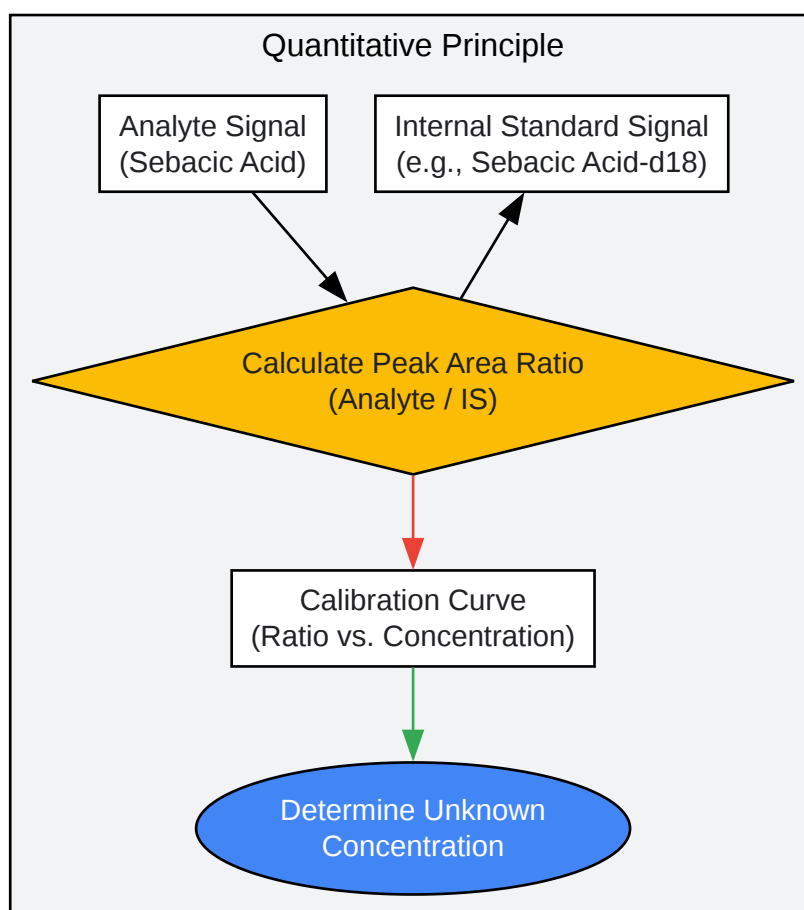 Quantitative Principle
Analyte Signal
(Sebacic Acid)
Internal Standard Signal
(e.g., Sebacic Acid-d18)
Calculate Peak Area Ratio
(Analyte / IS)
Calibration Curve
(Ratio vs. Concentration)
Determine Unknown
Concentration